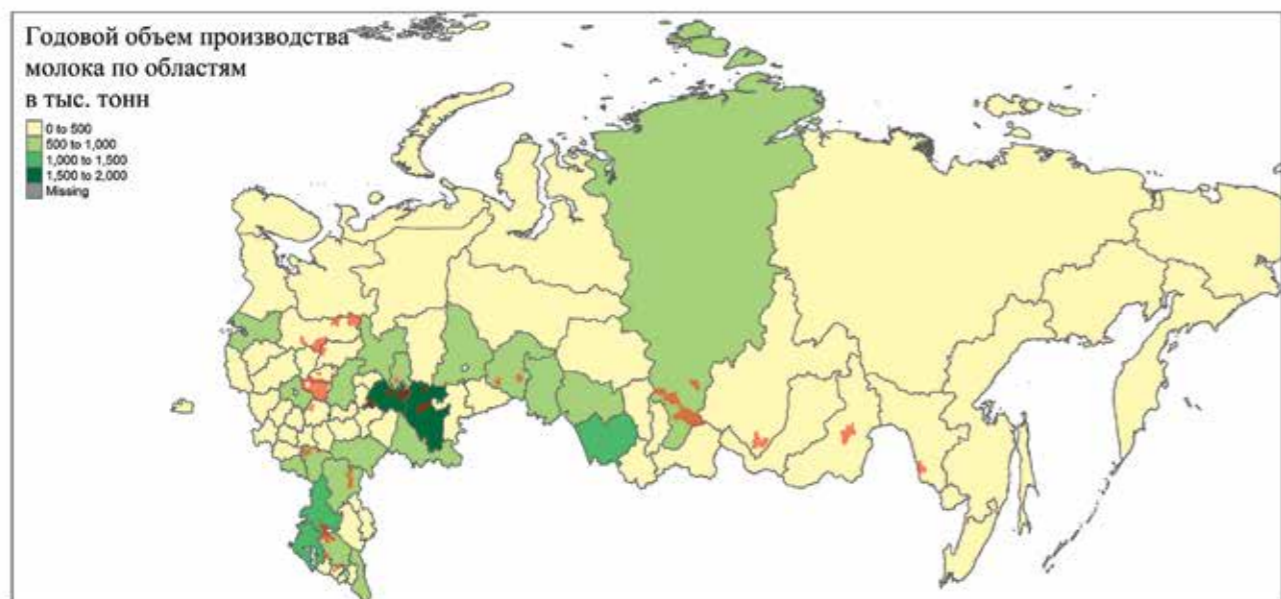 Годовой объем производства
молока по областям
в тыс. тонн
0 to 500
500 to 1,000
1,000 to 1,500
1,500 to 2,000
Missing